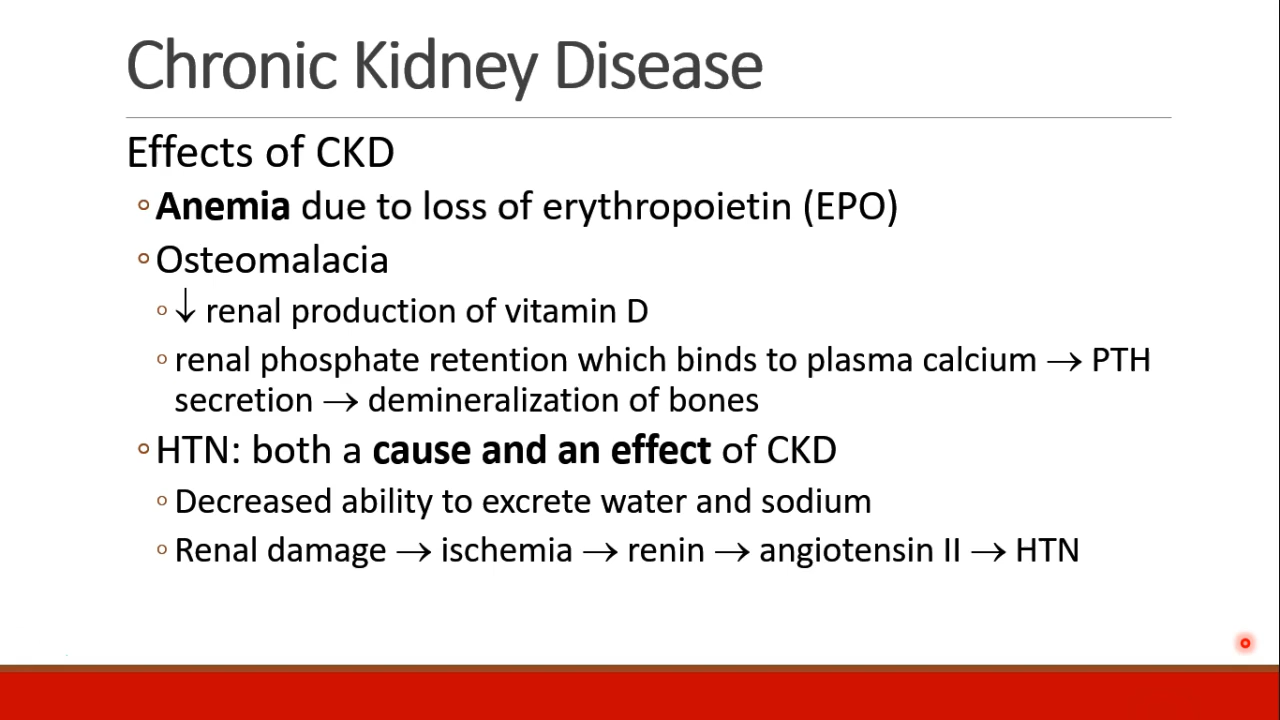 Chronic Kidney Disease
Effects of CKD
◦Anemia due to loss of erythropoietin (EPO)
◦Osteomalacia
◦↓ renal production of vitamin D
◦renal phosphate retention which binds to plasma calcium → PTH
secretion → demineralization of bones
◦HTN: both a cause and an effect of CKD
◦Decreased ability to excrete water and sodium
◦Renal damage → ischemia → renin → angiotensin II → HTN